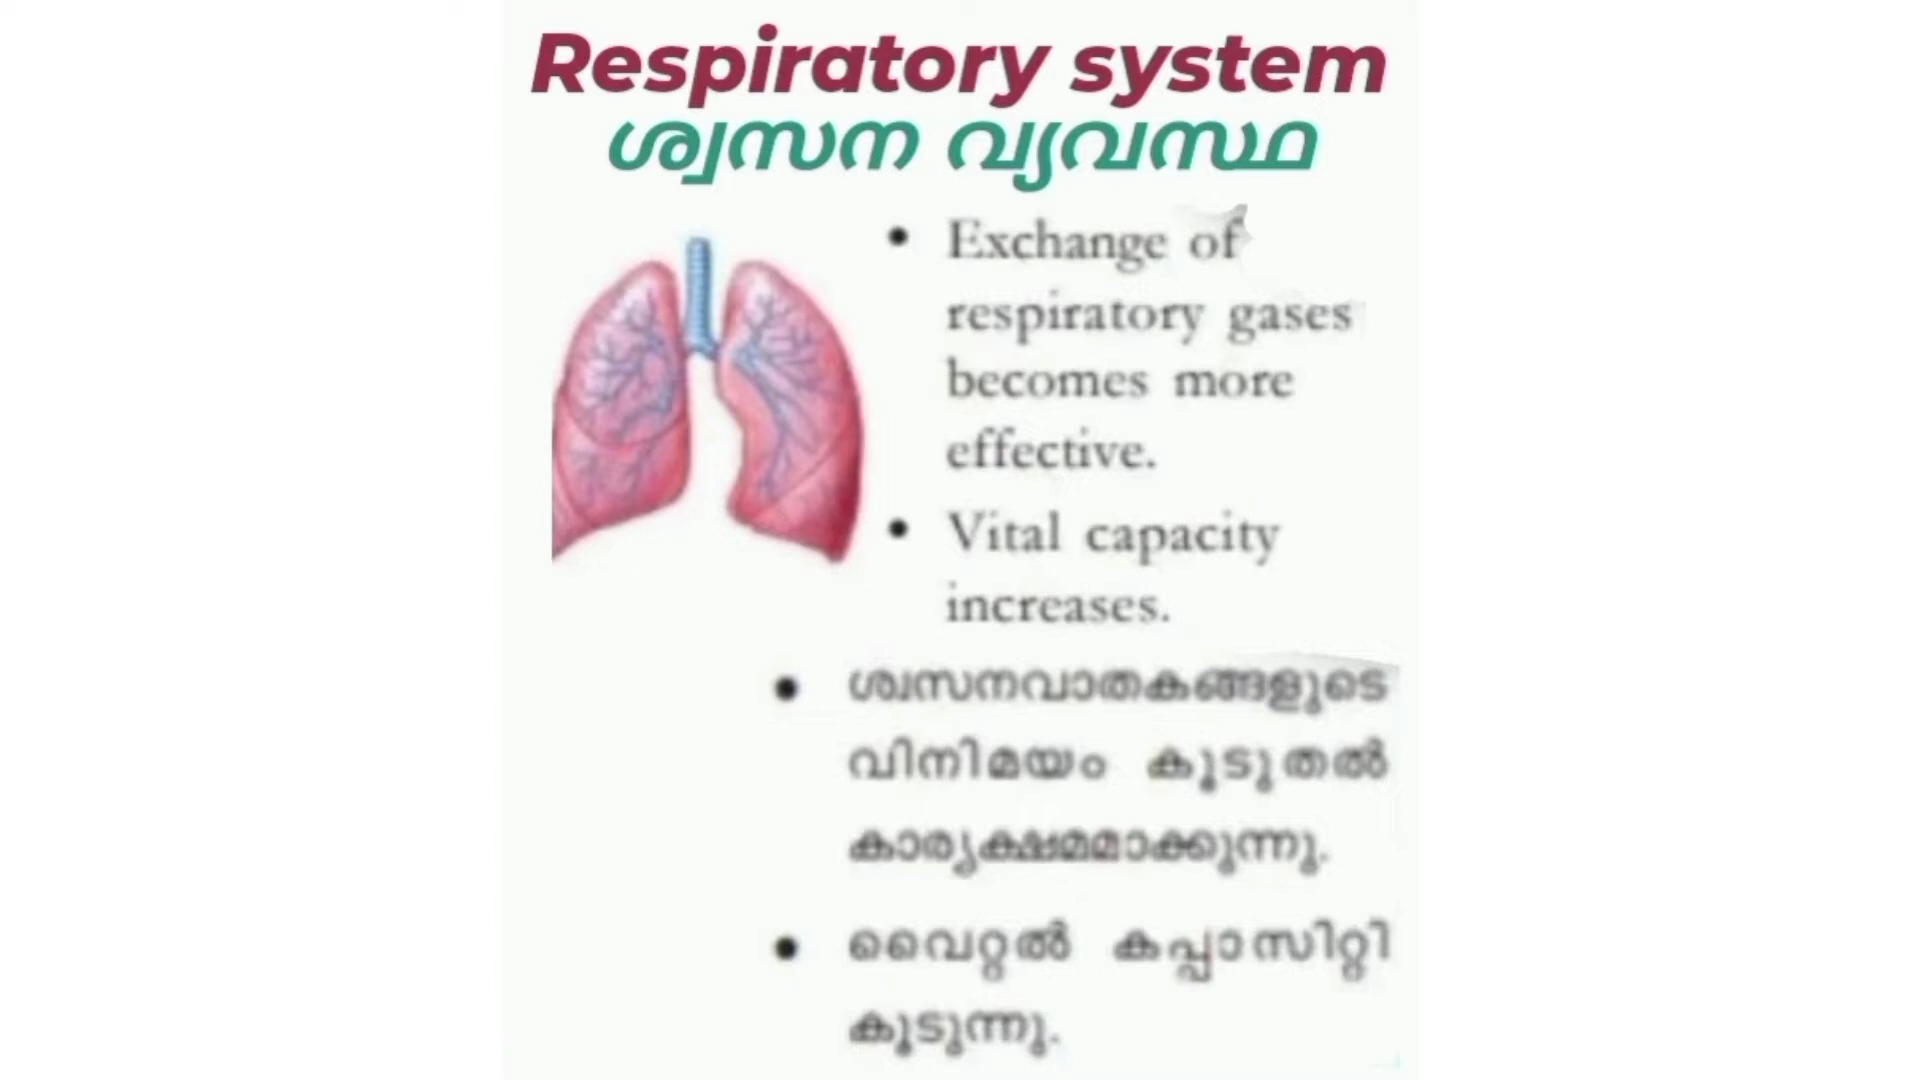 Respiratory system
ശ്വസന വ്യവസ്ഥ
• Exchange of
respiratory gases
becomes more
effective.
• Vital capacity
increases.
• ശ്വസനവാതകങ്ങളുടെ
വിനിമയം കൂടുതൽ
കാര്യക്ഷമമാക്കുന്നു.
• വൈറ്റൽ കപ്പാസിറ്റി
കൂടുന്നു.